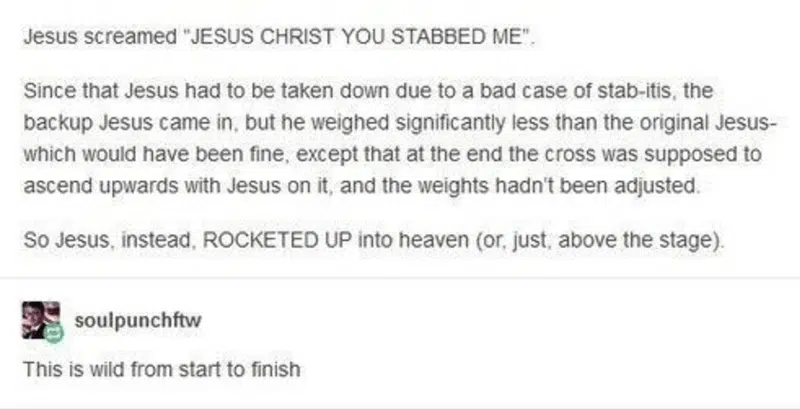 Jesus screamed "JESUS CHRIST YOU STABBED ME".
Since that Jesus had to be taken down due to a bad case of stab-itis, the
backup Jesus came in, but he weighed significantly less than the original Jesus-
which would have been fine, except that at the end the cross was supposed to
ascend upwards with Jesus on it, and the weights hadn't been adjusted.
So Jesus, instead, ROCKETED UP into heaven (or, just, above the stage).
soulpunchftw
This is wild from start to finish